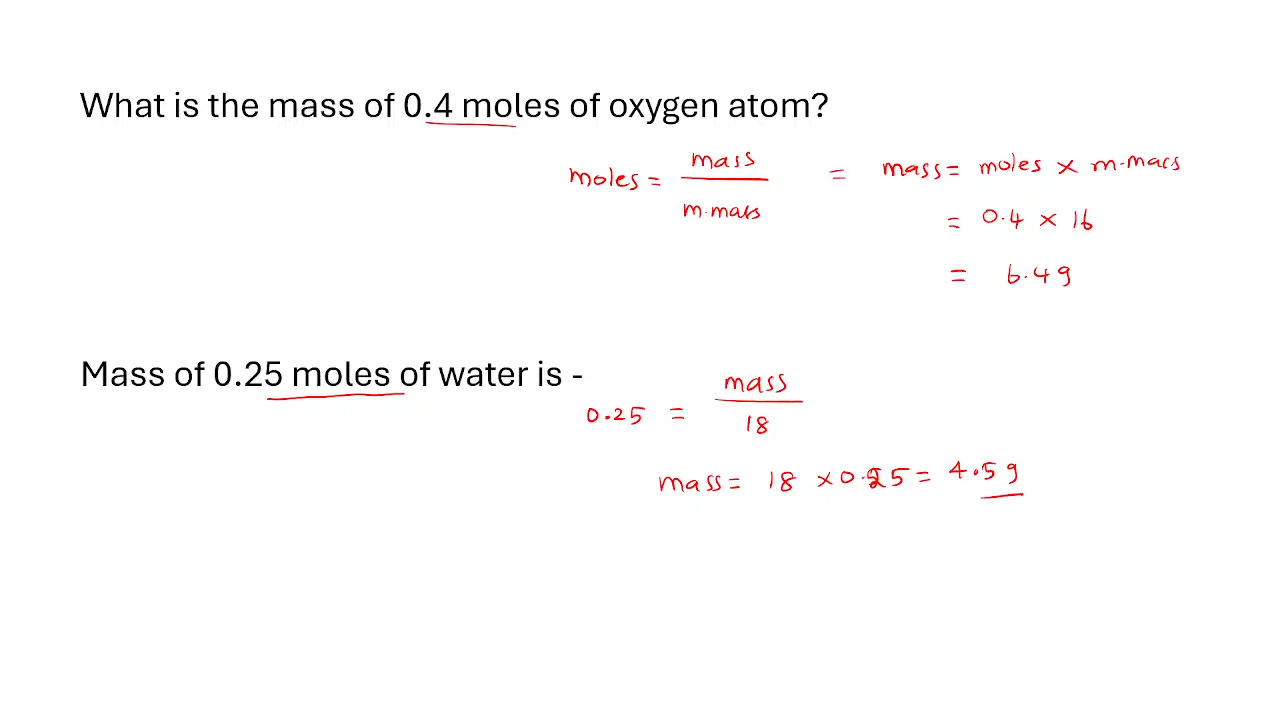 What is the mass of 0.4 moles of oxygen atom?
moles = mass / m.mass = mass = moles × m.mass
= 0.4 × 16
= 6.4g
Mass of 0.25 moles of water is -
0.25 = mass / 18
mass = 18 × 0.25 = 4.5g